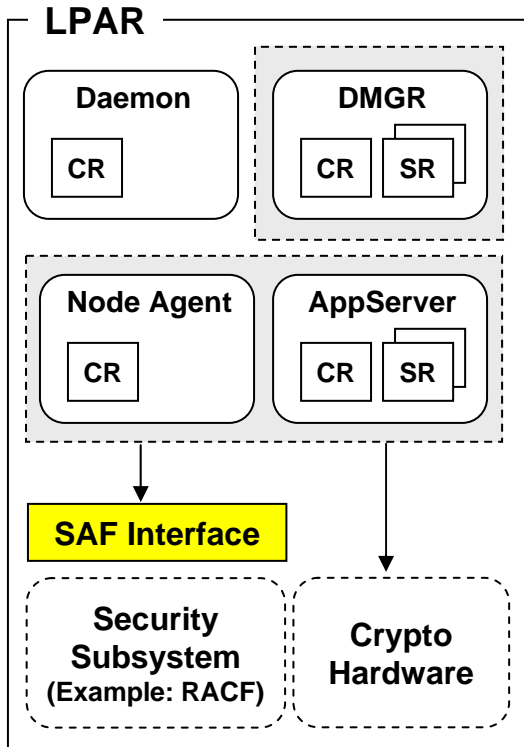 LPAR
Daemon
CR
DMGR
CR
SR
Node Agent
CR
AppServer
CR
SR
SAF Interface
Security
Subsystem
(Example: RACF)
Crypto
Hardware